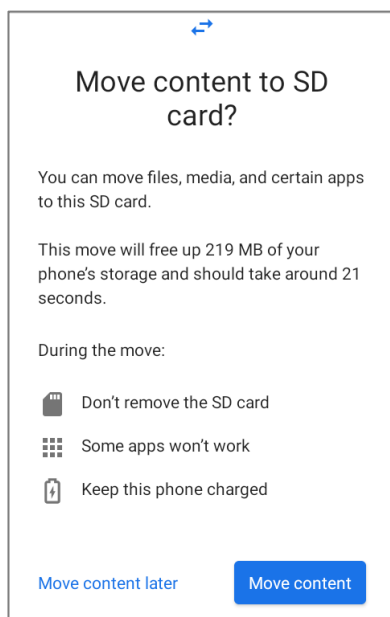 Move content to SD
card?
You can move files, media, and certain apps
to this SD card.
This move will free up 219 MB of your
phone’s storage and should take around 21
seconds.
During the move:
Don’t remove the SD card
Some apps won’t work
Keep this phone charged
Move content later
Move content